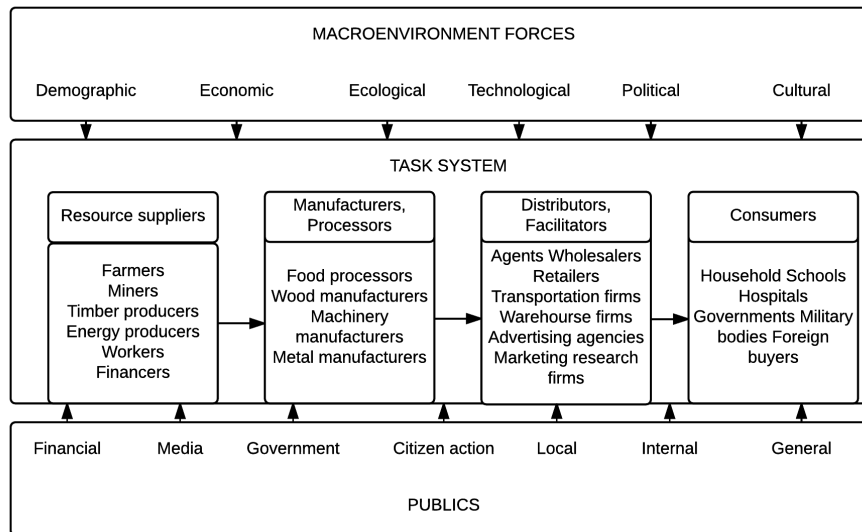 MACROENVIRONMENT FORCES
Demographic Economic Ecological Technological Political Cultural
TASK SYSTEM
Resource suppliers
Farmers
Miners
Timber producers
Energy producers
Workers
Financers
Manufacturers,
Processors
Food processors
Wood manufacturers
Machinery
manufacturers
Metal manufacturers
Distributors,
Facilitators
Agents Wholesalers
Retailers
Transportation firms
Warehourse firms
Advertising agencies
Marketing research
firms
Consumers
Household Schools
Hospitals
Governments Military
bodies Foreign
buyers
Financial Media Government Citizen action Local Internal General
PUBLICS